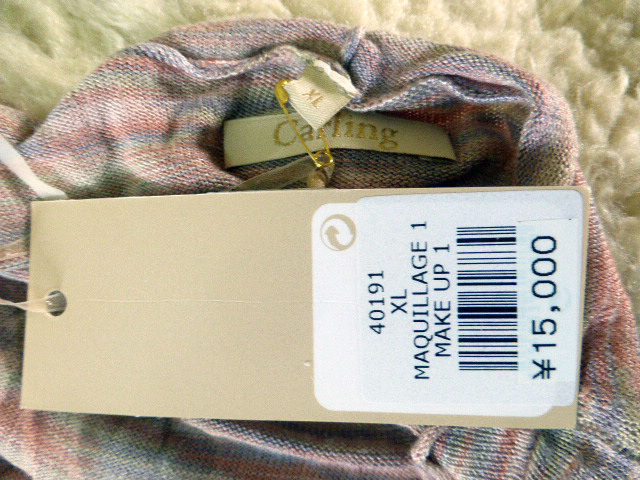 XL
Carling
40191
XL
MAQUILLAGE 1
MAKE UP 1
¥15,000